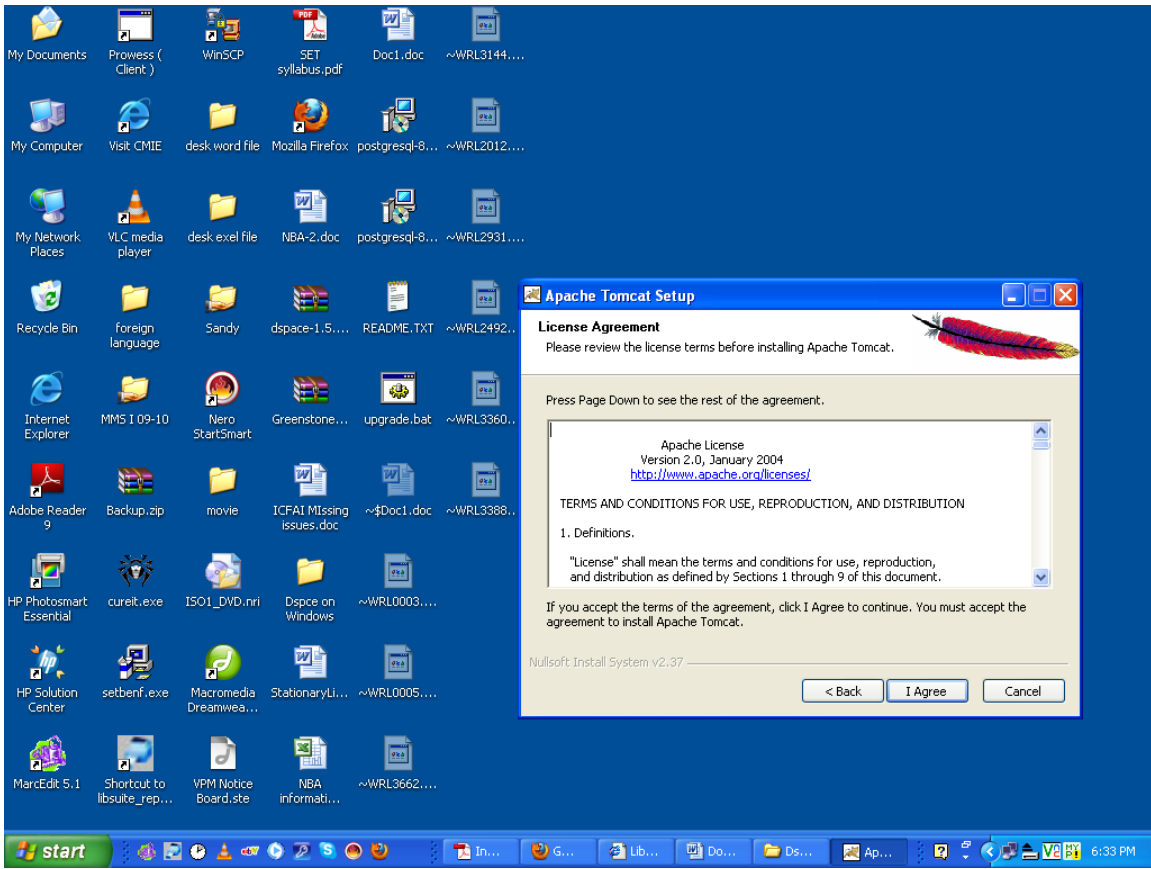 My Documents
Prowess (
Client )
WinSCP
PDF
Adobe
SET
syllabus.pdf
Doc1.doc
~WRL3144....
My Computer
Visit CMIE
desk word file
Mozilla Firefox
postgresql-8...
~WRL2012....
My Network
Places
VLC media
player
desk exel file
NBA-2.doc
postgresql-8...
~WRL2931....
Recycle Bin
foreign
language
Sandy
dspace-1.5....
README.TXT
~WRL2492..
Internet
Explorer
MMS I 09-10
Nero
StartSmart
Greenstone...
upgrade.bat
~WRL3360..
Adobe Reader
9
Backup.zip
movie
ICFAI MIssing
issues.doc
~$Doc1.doc
~WRL3388..
HP Photosmart
Essential
cureit.exe
ISO1_DVD.nri
Dspce on
Windows
~WRL0003....
HP Solution
Center
setbenf.exe
Macromedia
Dreamwea...
StationaryLi...
~WRL0005....
MarcEdit 5.1
Shortcut to
libsuite_rep...
VPM Notice
Board.ste
NBA
informati...
~WRL3662....
Apache Tomcat Setup
License Agreement
Please review the license terms before installing Apache Tomcat.
Press Page Down to see the rest of the agreement.
Apache License
Version 2.0, January 2004
http://www.apache.org/licenses/
TERMS AND CONDITIONS FOR USE, REPRODUCTION, AND DISTRIBUTION
1. Definitions.
"License" shall mean the terms and conditions for use, reproduction,
and distribution as defined by Sections 1 through 9 of this document.
If you accept the terms of the agreement, click I Agree to continue. You must accept the
agreement to install Apache Tomcat.
Nullsoft Install System v2.37
< Back
I Agree
Cancel
start
In...
G...
Lib...
Do...
Ds...
Ap...
6:33 PM